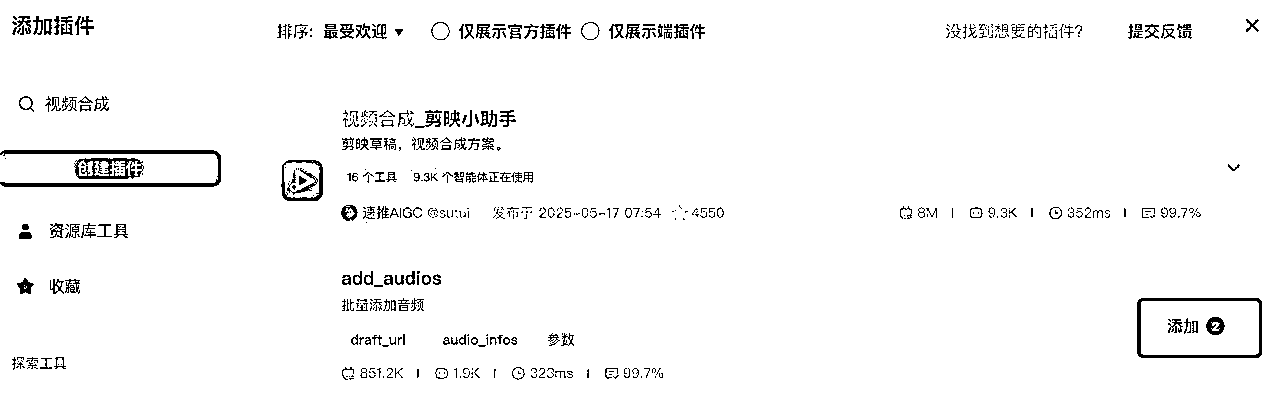 添加插件
排序: 最受欢迎 仅展示官方插件 仅展示端插件 没找到想要的插件? 提交反馈
视频合成
视频合成_剪映小助手
剪映草稿，视频合成方案。
创建插件
16 个工具 9.3K 个智能体正在使用
速推AIGC @sutui 发布于 2025-05-17 07:54 4550 8M 9.3K 352ms 99.7%
资源库工具
add_audios
收藏
批量添加音频
添加 2
draft_url audio_infos 参数
探索工具
851.2K 1.9K 323ms 99.7%